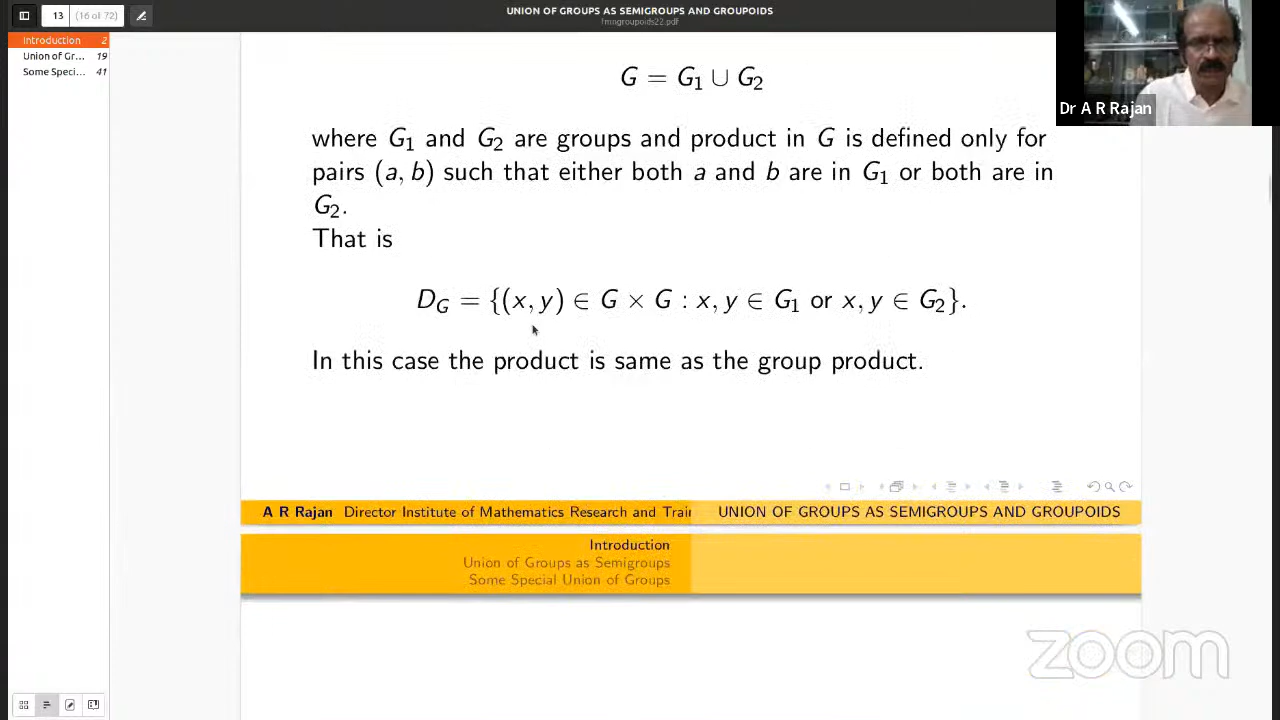 13 (16 of 72)
UNION OF GROUPS AS SEMIGROUPS AND GROUPOIDS
Introduction 2
Union of Gr... 19
Some Speci... 41
G = G₁ ∪ G₂
Dr A R Rajan
where G₁ and G₂ are groups and product in G is defined only for
pairs (a, b) such that either both a and b are in G₁ or both are in
G₂.
That is
D_G = {(x, y) ∈ G × G : x, y ∈ G₁ or x, y ∈ G₂}.
In this case the product is same as the group product.
A R Rajan Director Institute of Mathematics Research and Trai UNION OF GROUPS AS SEMIGROUPS AND GROUPOIDS
Introduction
Union of Groups as Semigroups
Some Special Union of Groups
zoom